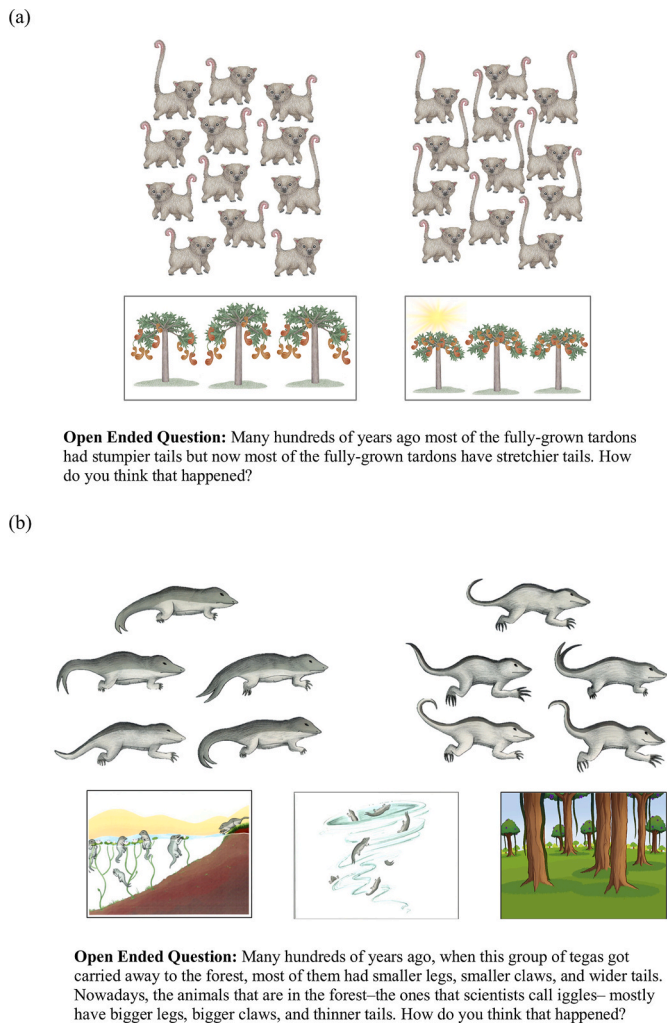 (a)
Open Ended Question: Many hundreds of years ago most of the fully-grown tardons
had stumpier tails but now most of the fully-grown tardons have stretchier tails. How
do you think that happened?
(b)
Open Ended Question: Many hundreds of years ago, when this group of tegas got
carried away to the forest, most of them had smaller legs, smaller claws, and wider tails.
Nowadays, the animals that are in the forest–the ones that scientists call iggles– mostly
have bigger legs, bigger claws, and thinner tails. How do you think that happened?